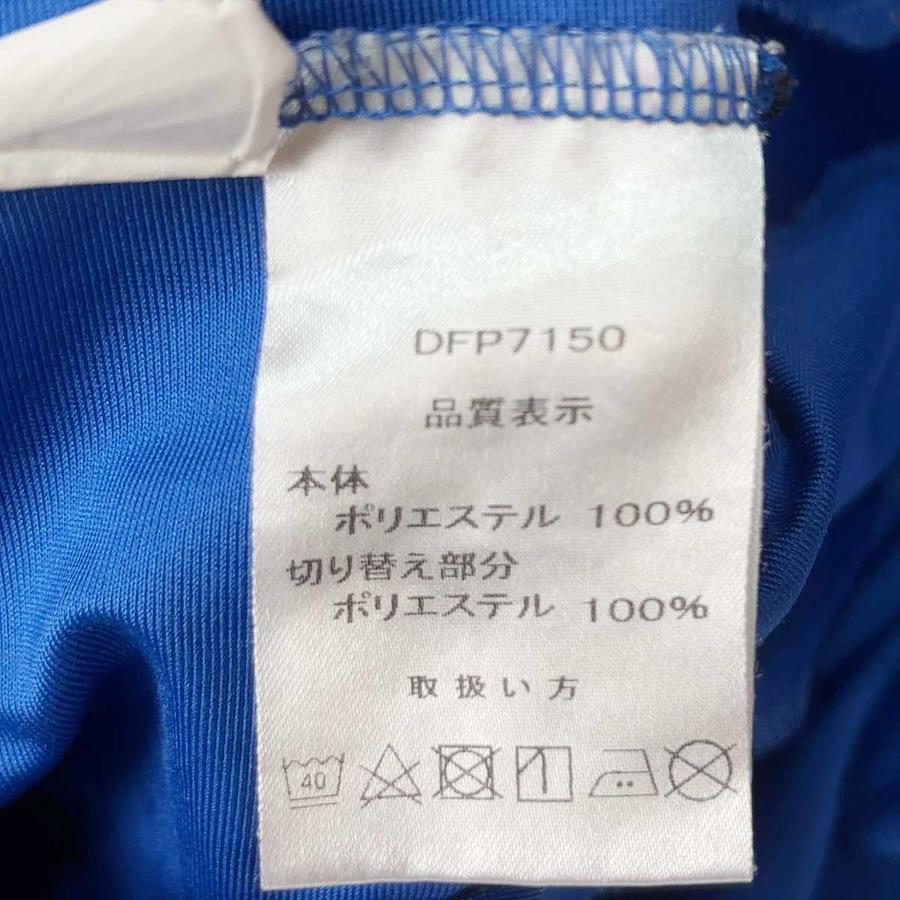 DFP7150
品質表示
本体
ポリエステル 100%
切り替え部分
ポリエステル 100%
取扱い方
40